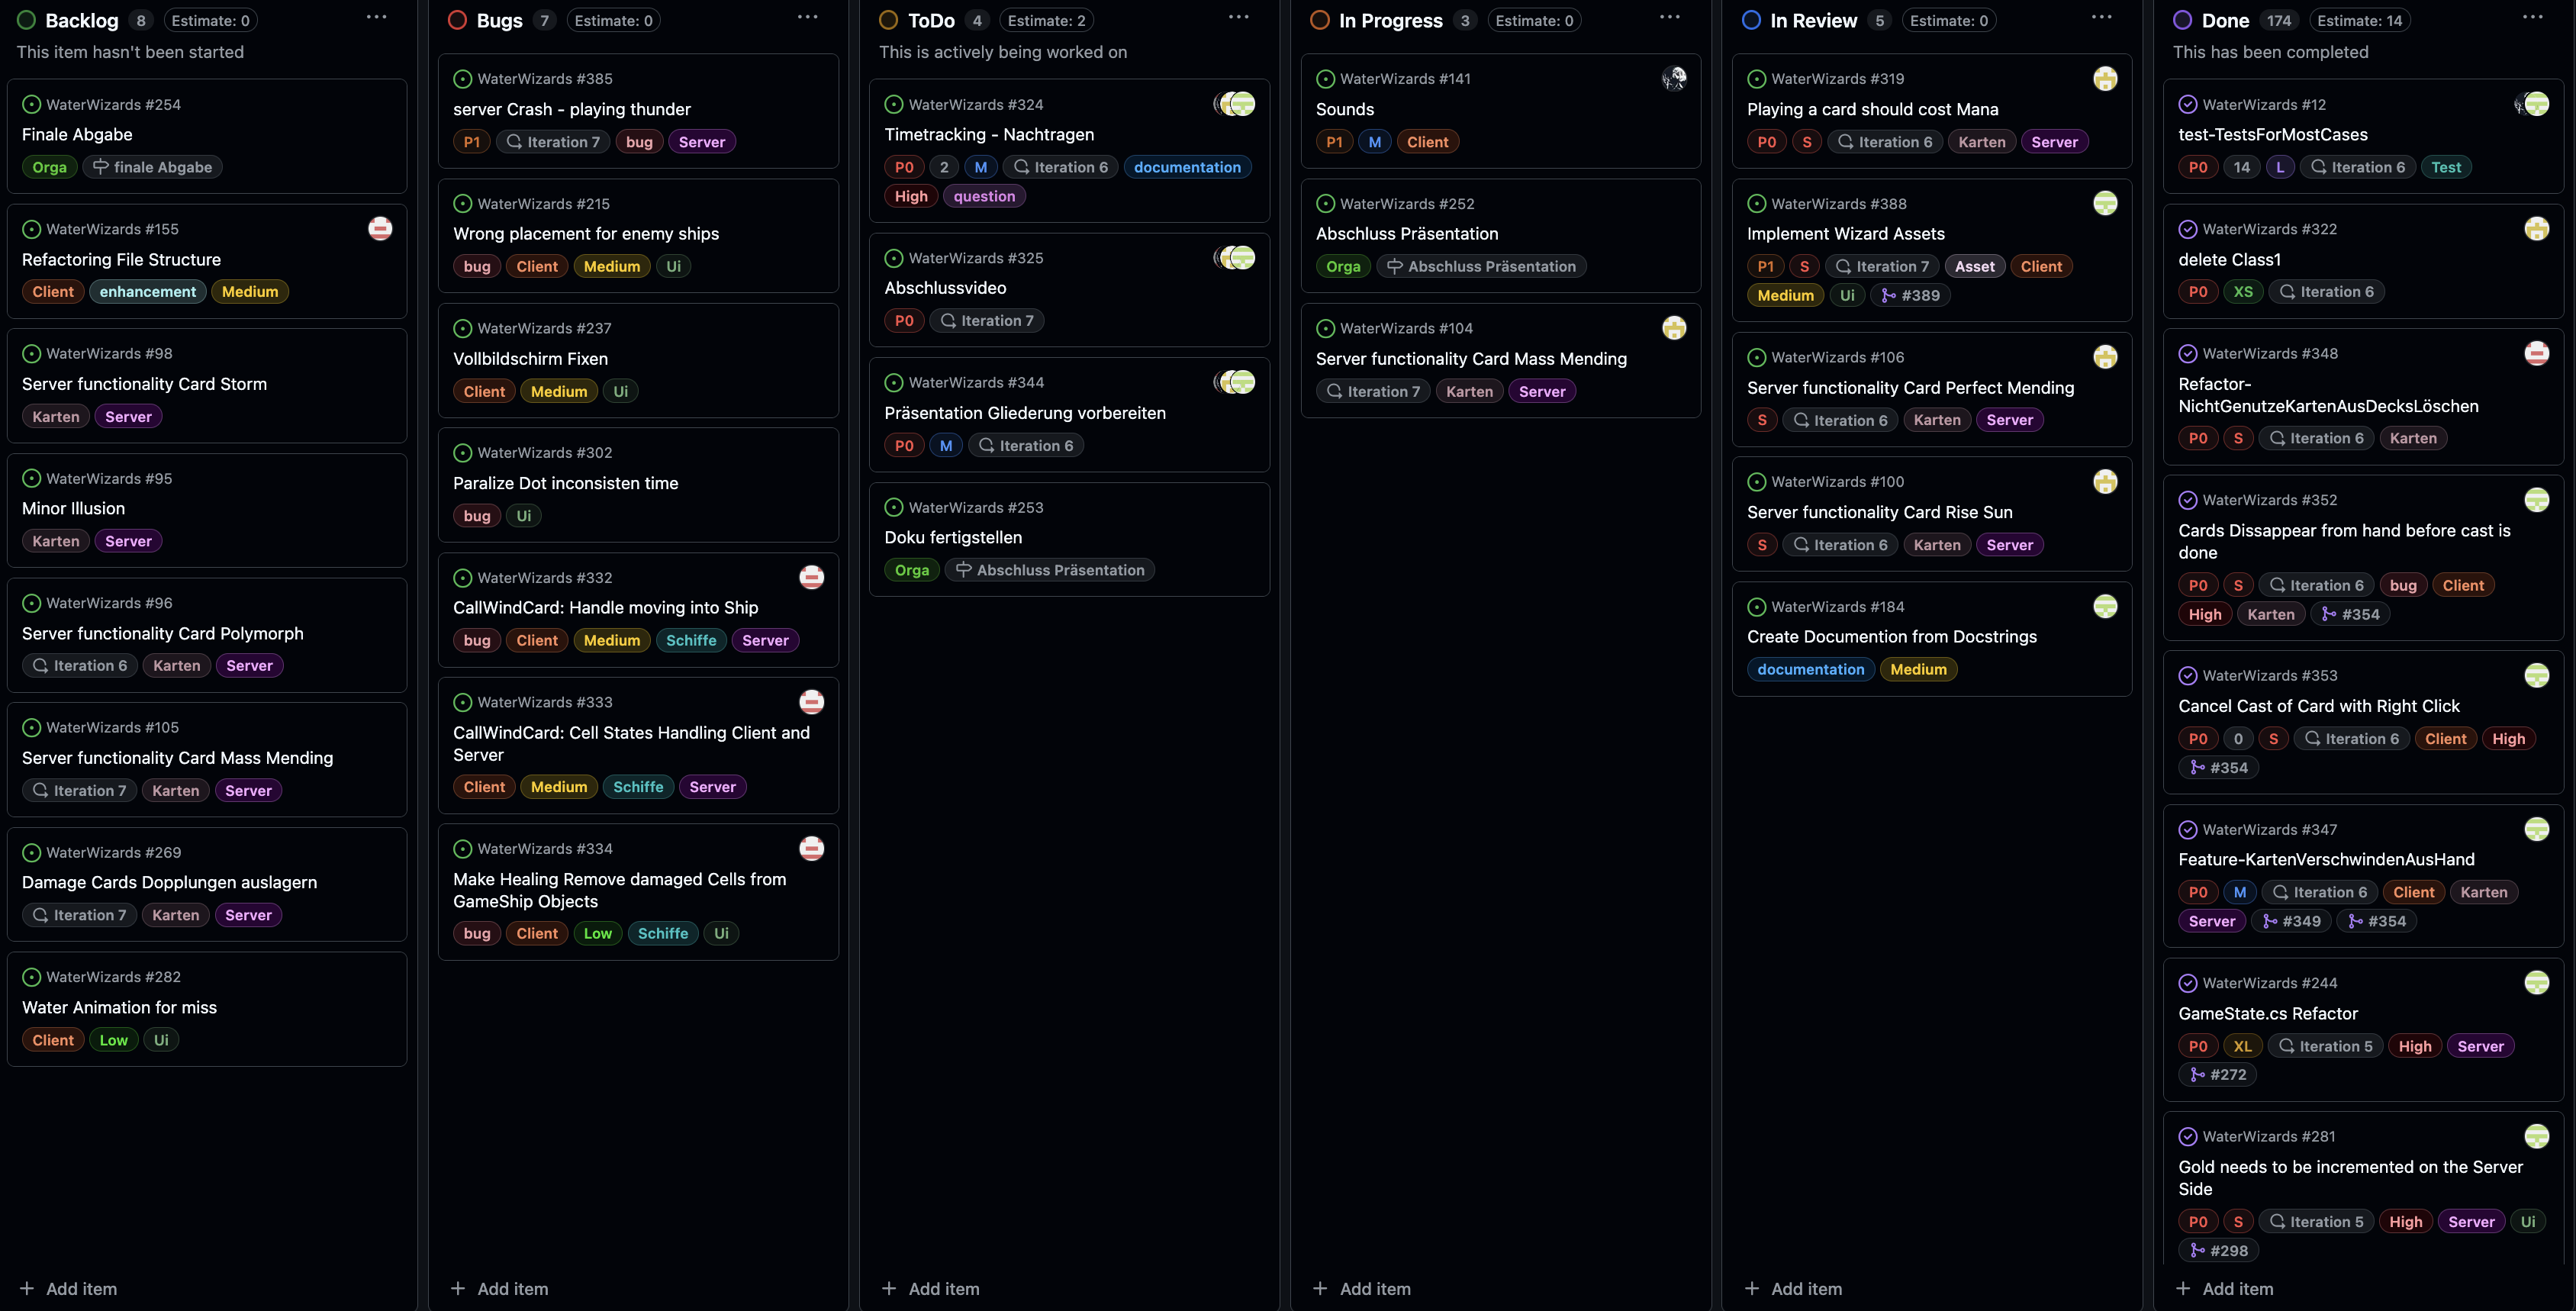 Backlog 8 Estimate: 0
This item hasn't been started
WaterWizards #254
Finale Abgabe
Orga finale Abgabe
WaterWizards #155
Refactoring File Structure
Client enhancement Medium
WaterWizards #98
Server functionality Card Storm
Karten Server
WaterWizards #95
Minor Illusion
Karten Server
WaterWizards #96
Server functionality Card Polymorph
Iteration 6 Karten Server
WaterWizards #105
Server functionality Card Mass Mending
Iteration 7 Karten Server
WaterWizards #269
Damage Cards Dopplungen auslagern
Iteration 7 Karten Server
WaterWizards #282
Water Animation for miss
Client Low Ui
Add item
Bugs 7 Estimate: 0
WaterWizards #385
server Crash - playing thunder
P1 Iteration 7 bug Server
WaterWizards #215
Wrong placement for enemy ships
bug Client Medium Ui
WaterWizards #237
Vollbildschirm Fixen
Client Medium Ui
WaterWizards #302
Paralize Dot inconsisten time
bug Ui
WaterWizards #332
CallWindCard: Handle moving into Ship
bug Client Medium Schiffe Server
WaterWizards #333
CallWindCard: Cell States Handling Client and
Server
Client Medium Schiffe Server
WaterWizards #334
Make Healing Remove damaged Cells from
GameShip Objects
bug Client Low Schiffe Ui
Add item
ToDo 4 Estimate: 2
This is actively being worked on
WaterWizards #324
Timetracking - Nachtragen
P0 2 M Iteration 6 documentation
High question
WaterWizards #325
Abschlussvideo
P0 Iteration 7
WaterWizards #344
Präsentation Gliederung vorbereiten
P0 M Iteration 6
WaterWizards #253
Doku fertigstellen
Orga Abschluss Präsentation
Add item
In Progress 3 Estimate: 0
WaterWizards #141
Sounds
P1 M Client
WaterWizards #252
Abschluss Präsentation
Orga Abschluss Präsentation
WaterWizards #104
Server functionality Card Mass Mending
Iteration 7 Karten Server
Add item
In Review 5 Estimate: 0
WaterWizards #319
Playing a card should cost Mana
P0 S Iteration 6 Karten Server
WaterWizards #388
Implement Wizard Assets
P1 S Iteration 7 Asset Client
Medium Ui #389
WaterWizards #106
Server functionality Card Perfect Mending
S Iteration 6 Karten Server
WaterWizards #100
Server functionality Card Rise Sun
S Iteration 6 Karten Server
WaterWizards #184
Create Documention from Docstrings
documentation Medium
Add item
Done 174 Estimate: 14
This has been completed
WaterWizards #12
test-TestsForMostCases
P0 14 L Iteration 6 Test
WaterWizards #322
delete Class1
P0 XS Iteration 6
WaterWizards #348
Refactor-
NichtGenutzeKartenAusDecksLöschen
P0 S Iteration 6 Karten
WaterWizards #352
Cards Dissappear from hand before cast is
done
P0 S Iteration 6 bug Client
High Karten #354
WaterWizards #353
Cancel Cast of Card with Right Click
P0 0 S Iteration 6 Client High
#354
WaterWizards #347
Feature-KartenVerschwindenAusHand
P0 M Iteration 6 Client Karten
Server #349 #354
WaterWizards #244
GameState.cs Refactor
P0 XL Iteration 5 High Server
#272
WaterWizards #281
Gold needs to be incremented on the Server
Side
P0 S Iteration 5 High Server Ui
#298
Add item